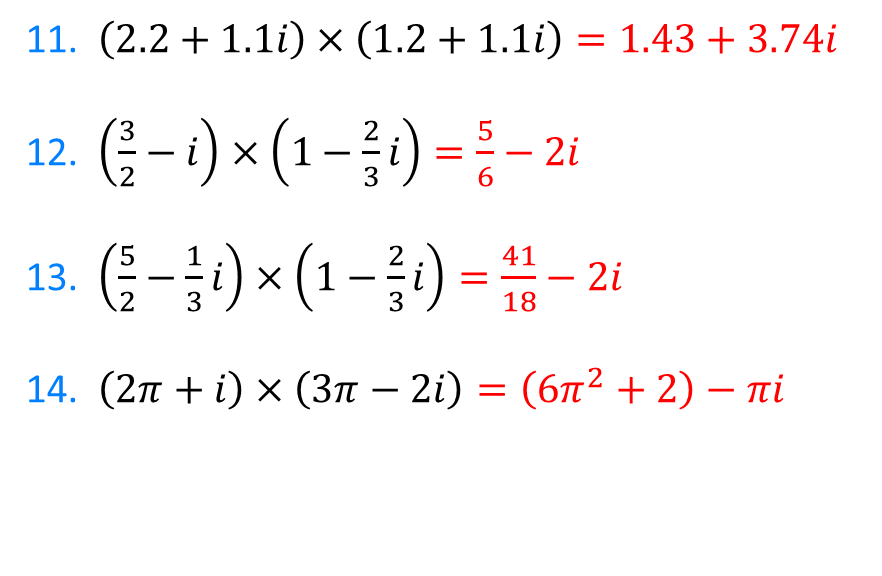 11. (2.2 + 1.1i) × (1.2 + 1.1i) = 1.43 + 3.74i
12. (3/2 − i) × (1 − 2/3 i) = 5/6 − 2i
13. (5/2 − 1/3 i) × (1 − 2/3 i) = 41/18 − 2i
14. (2π + i) × (3π − 2i) = (6π² + 2) − πi